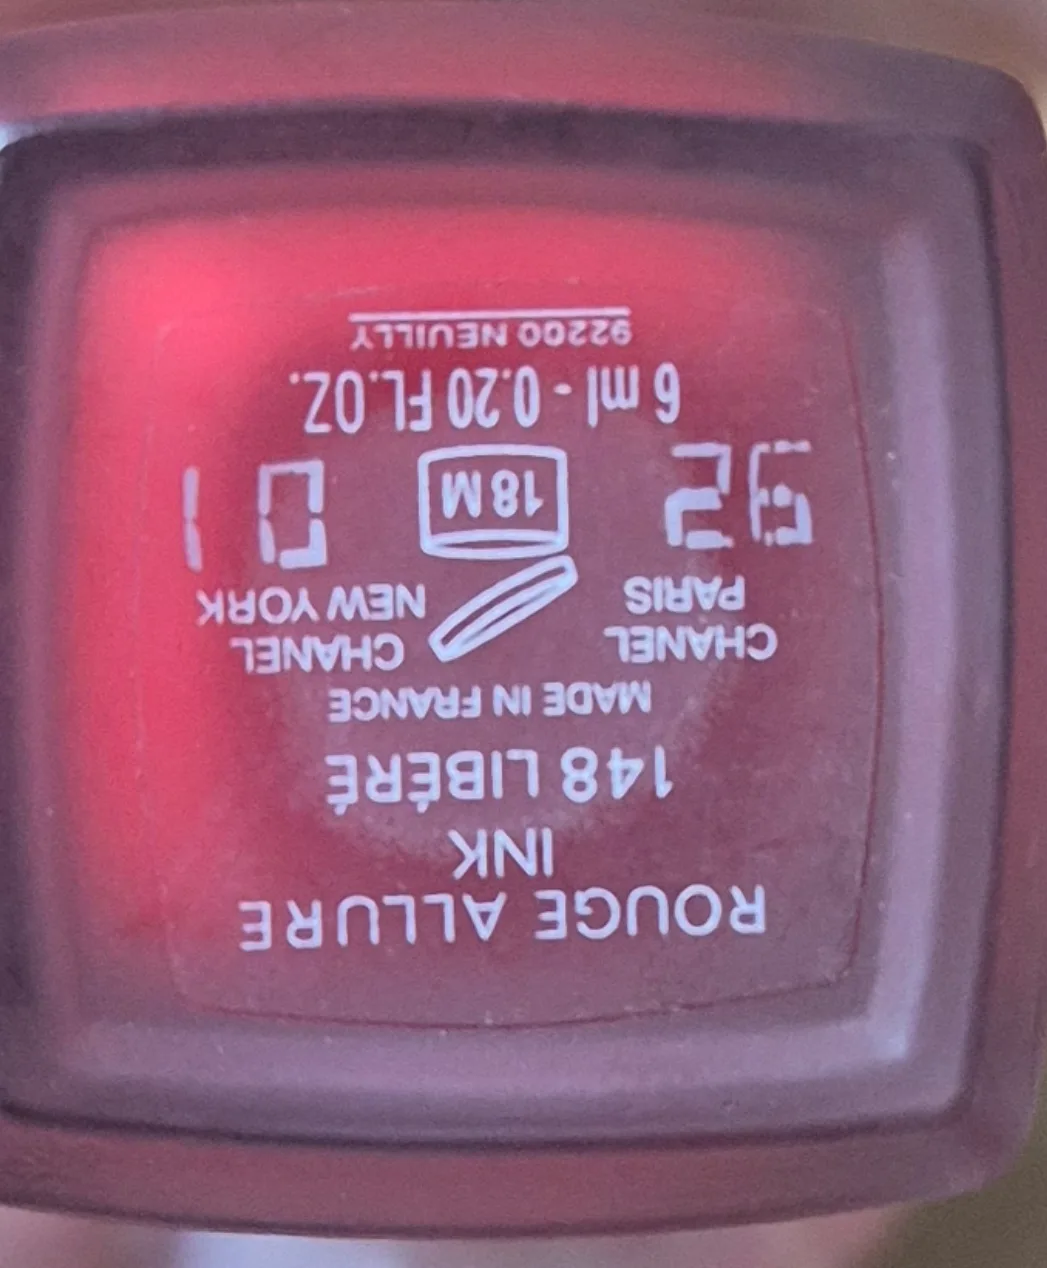 ROUGE ALLURE
INK
148 LIBÉRÉ
MADE IN FRANCE
CHANEL
PARIS
CHANEL
NEW YORK
92 18M 01
6 ml - 0.20 FL.OZ.
92200 NEUILLY